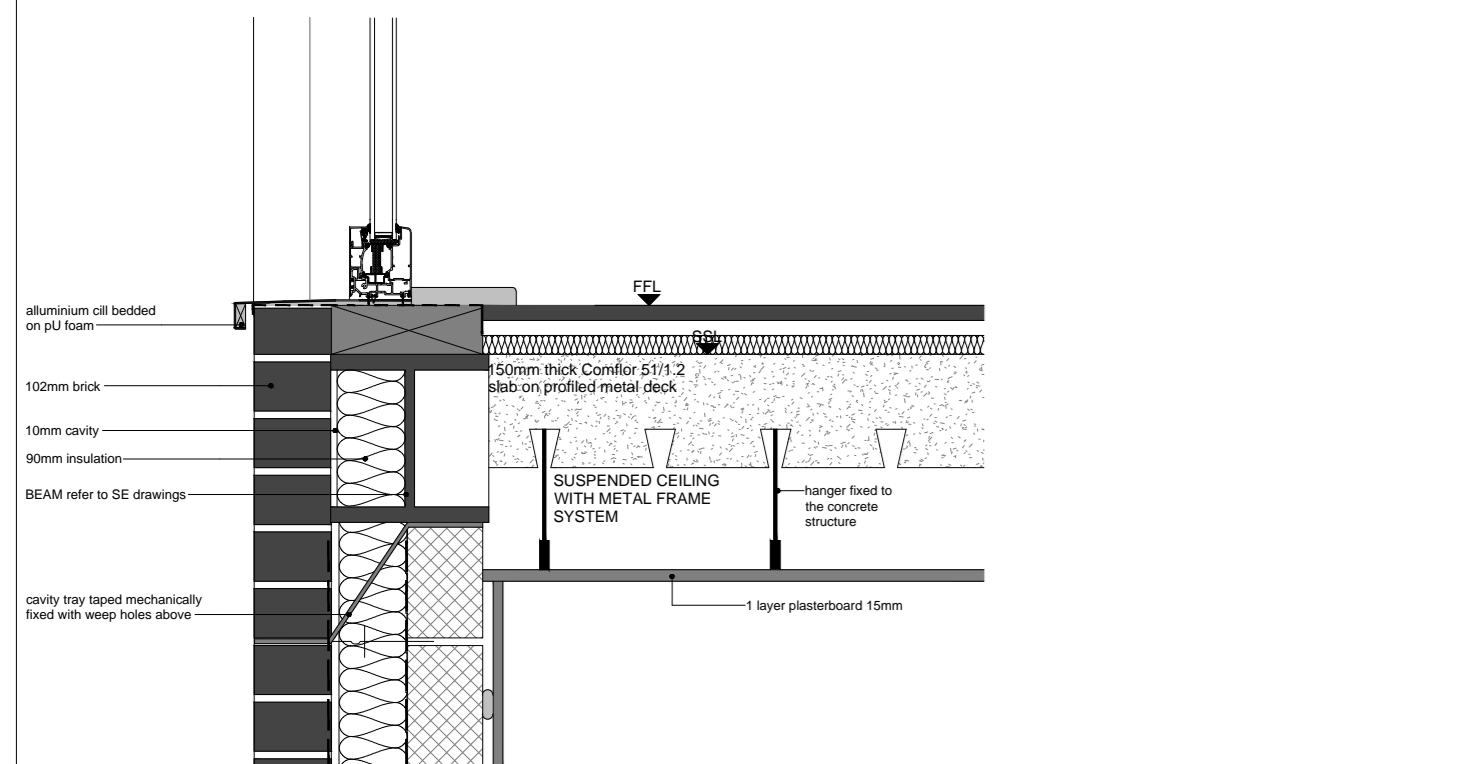 FFL
alluminium cill bedded
on pU foam
SSL
150mm thick Comflor 51/1.2
slab on profiled metal deck
102mm brick
10mm cavity
90mm insulation
BEAM refer to SE drawings
SUSPENDED CEILING
WITH METAL FRAME
SYSTEM
hanger fixed to
the concrete
structure
cavity tray taped mechanically
fixed with weep holes above
1 layer plasterboard 15mm